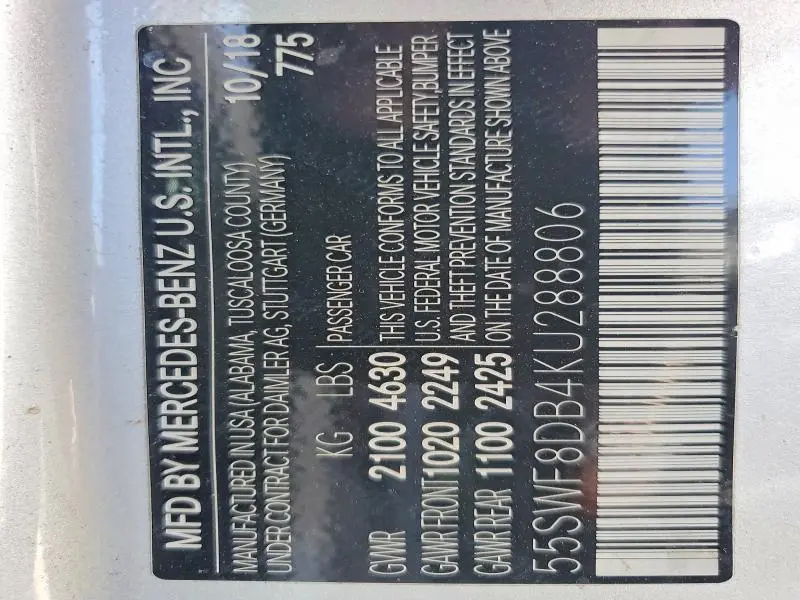 MFD BY MERCEDES-BENZ U.S. INTL., INC
MANUFACTURED IN USA (ALABAMA, TUSCALOOSA COUNTY) 10/18
UNDER CONTRACT FOR DAIMLER AG, STUTTGART (GERMANY) 775
KG LBS PASSENGER CAR
GVWR 2100 4630 THIS VEHICLE CONFORMS TO ALL APPLICABLE
GAWR FRONT 1020 2249 U.S. FEDERAL MOTOR VEHICLE SAFETY, BUMPER
AND THEFT PREVENTION STANDARDS IN EFFECT
GAWR REAR 1100 2425 ON THE DATE OF MANUFACTURE SHOWN ABOVE
55SWF8DB4KU288806